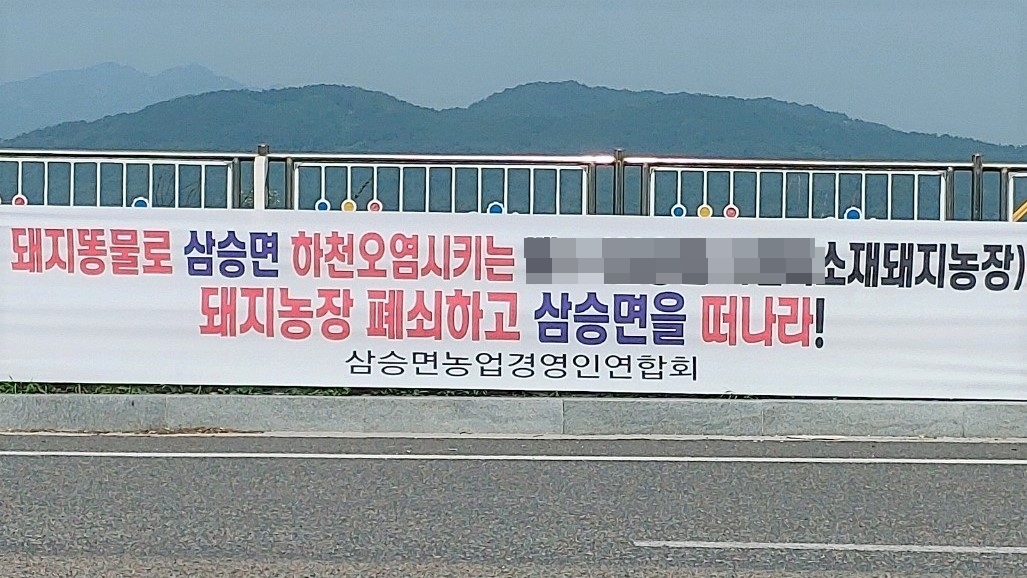 돼지똥물로 삼승면 하천오염시키는 소재돼지농장)
돼지농장 폐쇠하고 삼승면을 떠나라!
삼승면농업경영인연합회